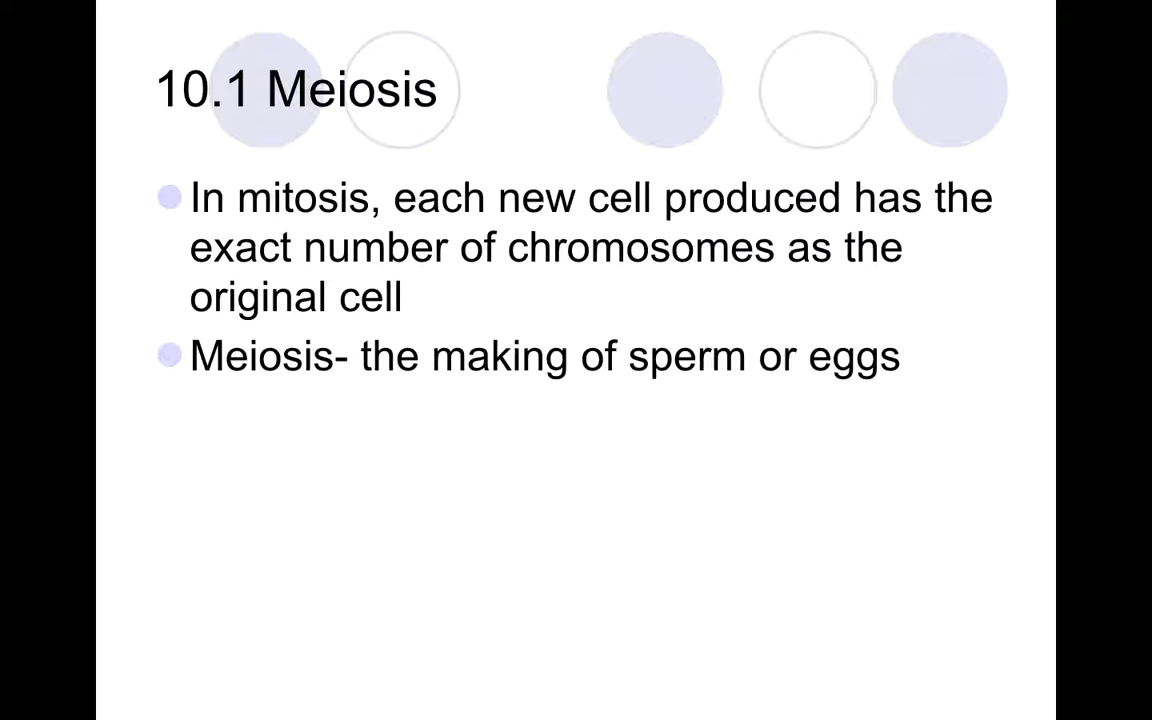 10.1 Meiosis
In mitosis, each new cell produced has the
exact number of chromosomes as the
original cell
Meiosis- the making of sperm or eggs